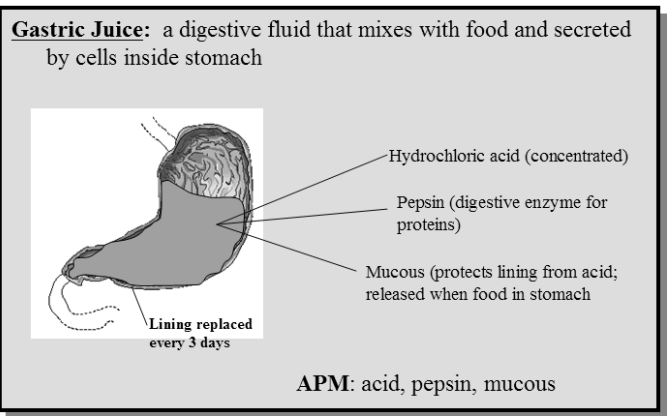 Gastric Juice: a digestive fluid that mixes with food and secreted
by cells inside stomach
Hydrochloric acid (concentrated)
Pepsin (digestive enzyme for
proteins)
Mucous (protects lining from acid;
released when food in stomach
Lining replaced
every 3 days
APM: acid, pepsin, mucous